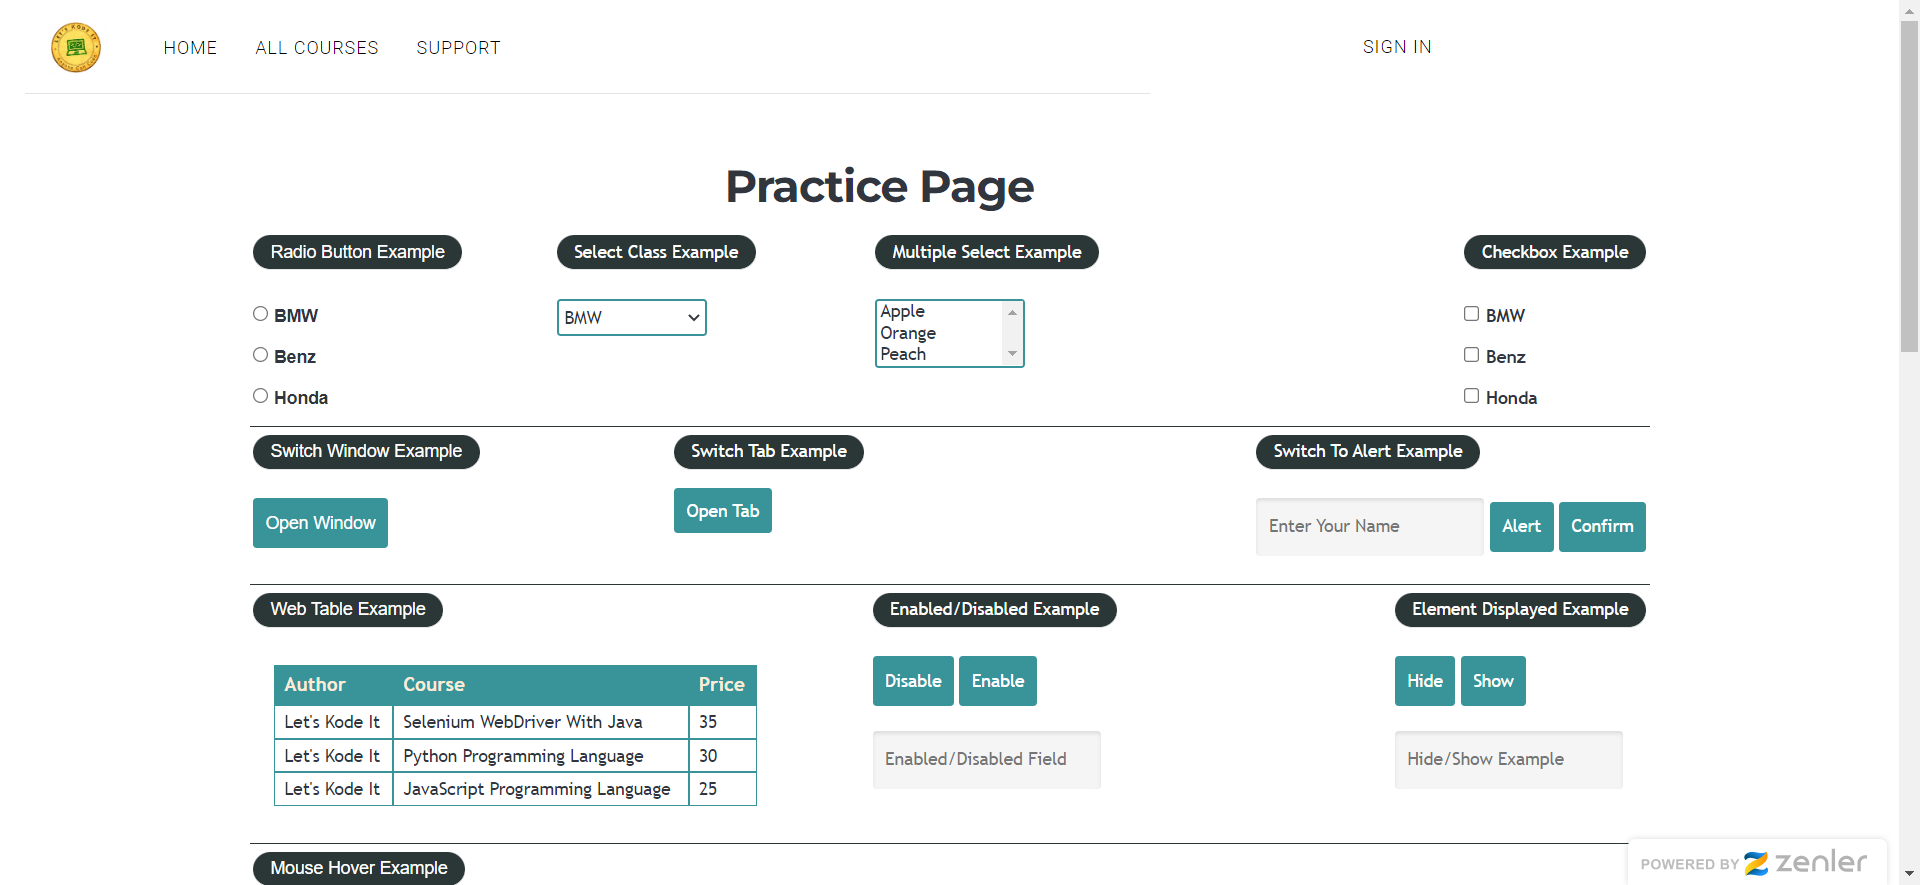 HOME ALL COURSES SUPPORT SIGN IN
Practice Page
Radio Button Example Select Class Example Multiple Select Example Checkbox Example
BMW BMW Apple BMW
Orange
Benz Peach Benz
Honda Honda
Switch Window Example Switch Tab Example Switch To Alert Example
Open Window Open Tab Enter Your Name Alert Confirm
Web Table Example Enabled/Disabled Example Element Displayed Example
Disable Enable Hide Show
Author Course Price
Let's Kode It Selenium WebDriver With Java 35
Let's Kode It Python Programming Language 30
Enabled/Disabled Field Hide/Show Example
Let's Kode It JavaScript Programming Language 25
Mouse Hover Example
POWERED BY zenler